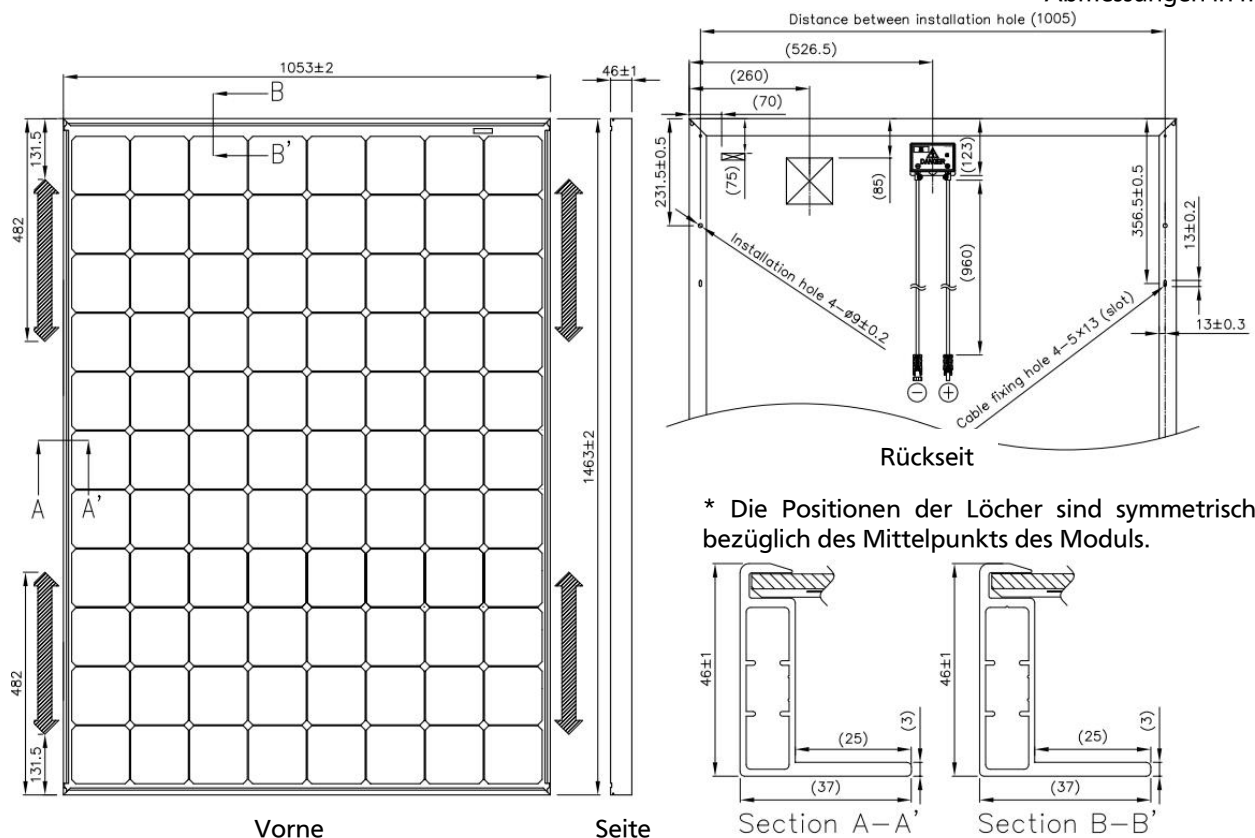 Abmessungen in
1053±2
46±1
B
B'
131.5
482
A
A'
1463±2
482
131.5
Vorne
Seite
Distance between installation hole (1005)
(526.5)
(260)
(70)
231.5±0.5
(75)
(85)
DANGER
(123)
(960)
356.5±0.5
13±0.2
13±0.3
Installation hole 4-ø9±0.2
Cable fixing hole 4-5×13 (slot)
− +
Rückseit
* Die Positionen der Löcher sind symmetrisch
bezüglich des Mittelpunkts des Moduls.
46±1
(25)
(3)
(37)
Section A-A'
46±1
(25)
(3)
(37)
Section B-B'